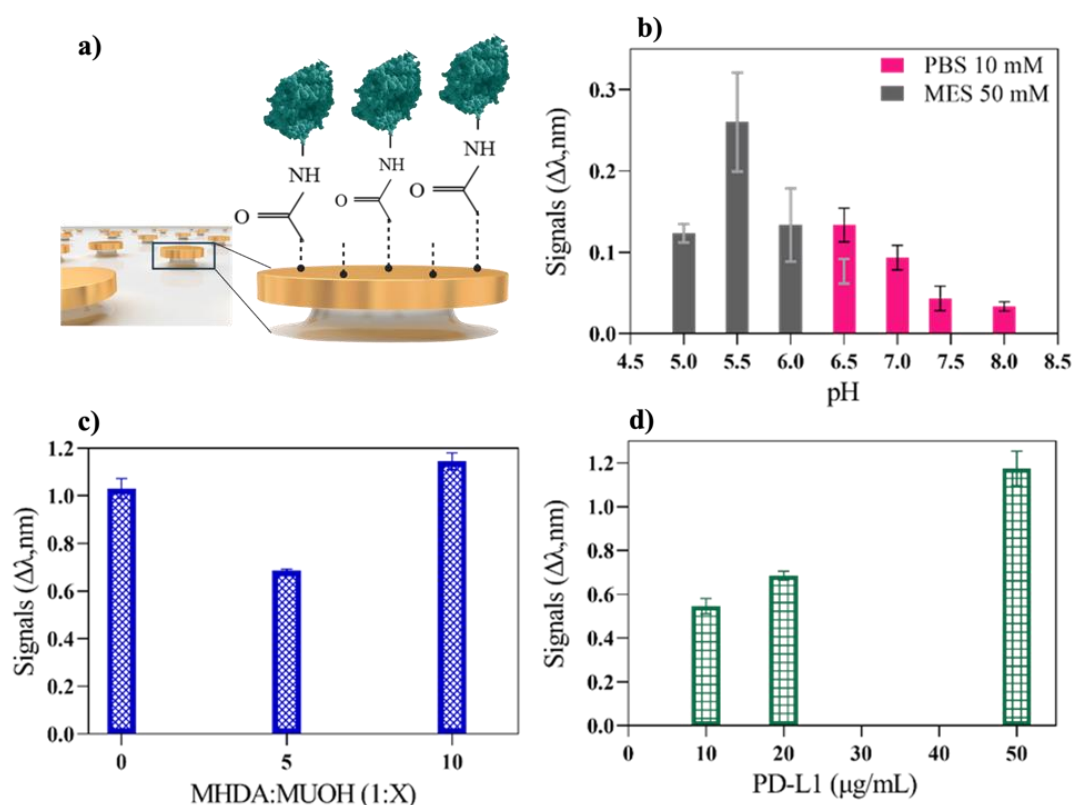 a)
NH
O
NH
O
NH
O
b)
PBS 10 mM
MES 50 mM
Signals (Δλ,nm)
0.3
0.2
0.1
0.0
4.5 5.0 5.5 6.0 6.5 7.0 7.5 8.0 8.5
pH
c)
Signals (Δλ,nm)
1.2
1.0
0.8
0.6
0.4
0.2
0.0
0 5 10
MHDA:MUOH (1:X)
d)
Signals (Δλ,nm)
1.2
1.0
0.8
0.6
0.4
0.2
0.0
0 10 20 30 40 50
PD-L1 (μg/mL)